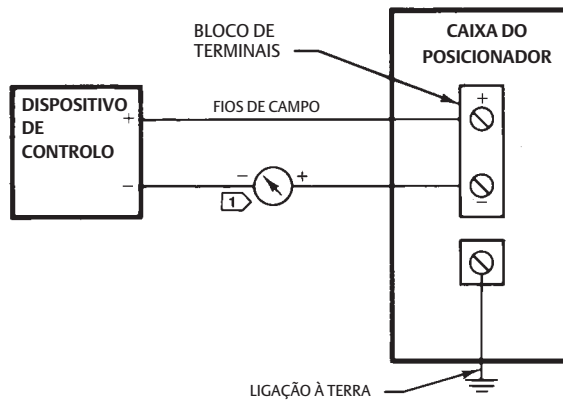 BLOCO DE
TERMINAIS
CAIXA DO
POSICIONADOR
DISPOSITIVO
DE
CONTROLO
+
−
FIOS DE CAMPO
− +
1
+
−
LIGAÇÃO À TERRA